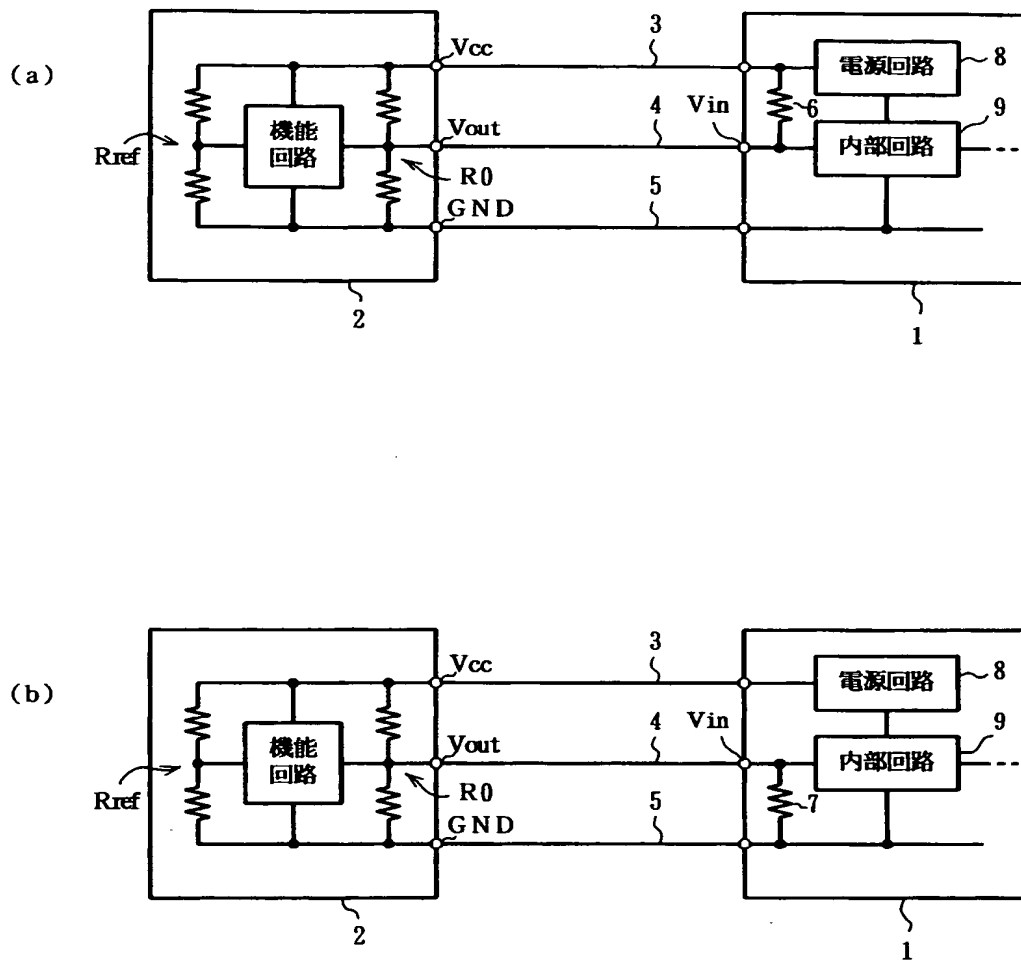 (a)
Vcc
3
電源回路
8
機能
回路
Rref
Vout
4
Vin
6
内部回路
9
R0
GND
5
2
1
(b)
Vcc
3
電源回路
8
機能
回路
Rref
Vout
4
Vin
内部回路
9
R0
7
GND
5
2
1